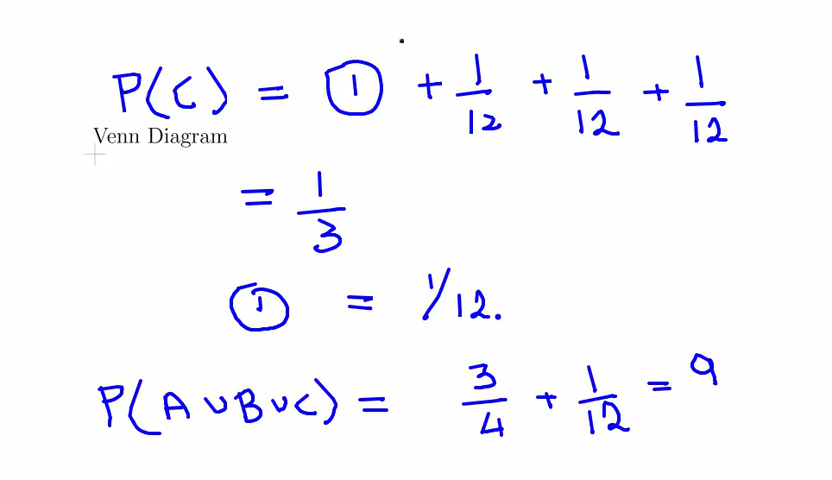 P(C) = ① + 1/12 + 1/12 + 1/12
Venn Diagram
= 1/3
① = 1/12.
P(A∪B∪C) = 3/4 + 1/12 = 9